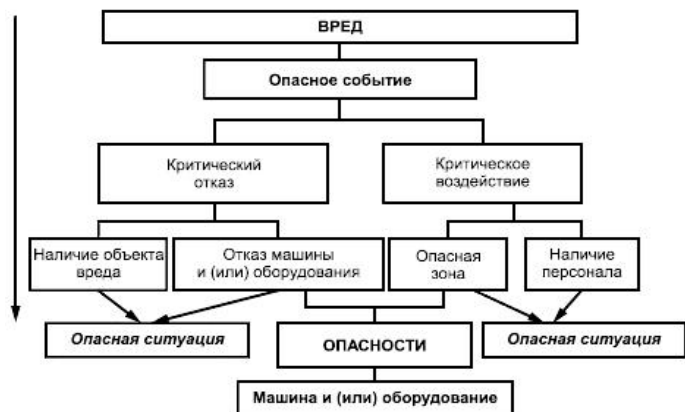 ВРЕД
Опасное событие
Критический
отказ
Критическое
воздействие
Наличие объекта
вреда
Отказ машины
и (или) оборудования
Опасная
зона
Наличие
персонала
Опасная ситуация
ОПАСНОСТИ
Опасная ситуация
Машина и (или) оборудование